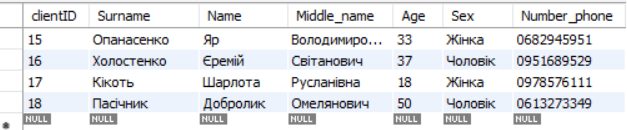 clientID Surname Name Middle_name Age Sex Number_phone
15 Опанасенко Яр Володимиро... 33 Жінка 0682945951
16 Холостенко Єремій Світанович 37 Чоловік 0951689529
17 Кікоть Шарлота Русланівна 18 Жінка 0978576111
18 Пасічник Добролик Омелянович 50 Чоловік 0613273349
NULL NULL NULL NULL NULL NULL NULL